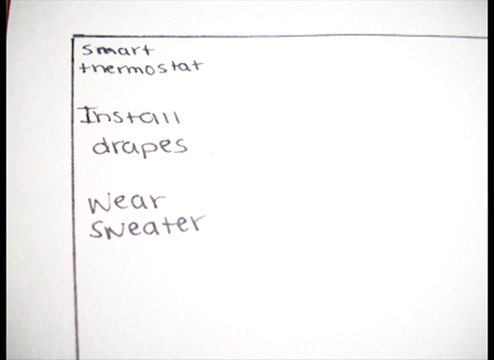 smart
thermostat
Install
drapes
Wear
Sweater